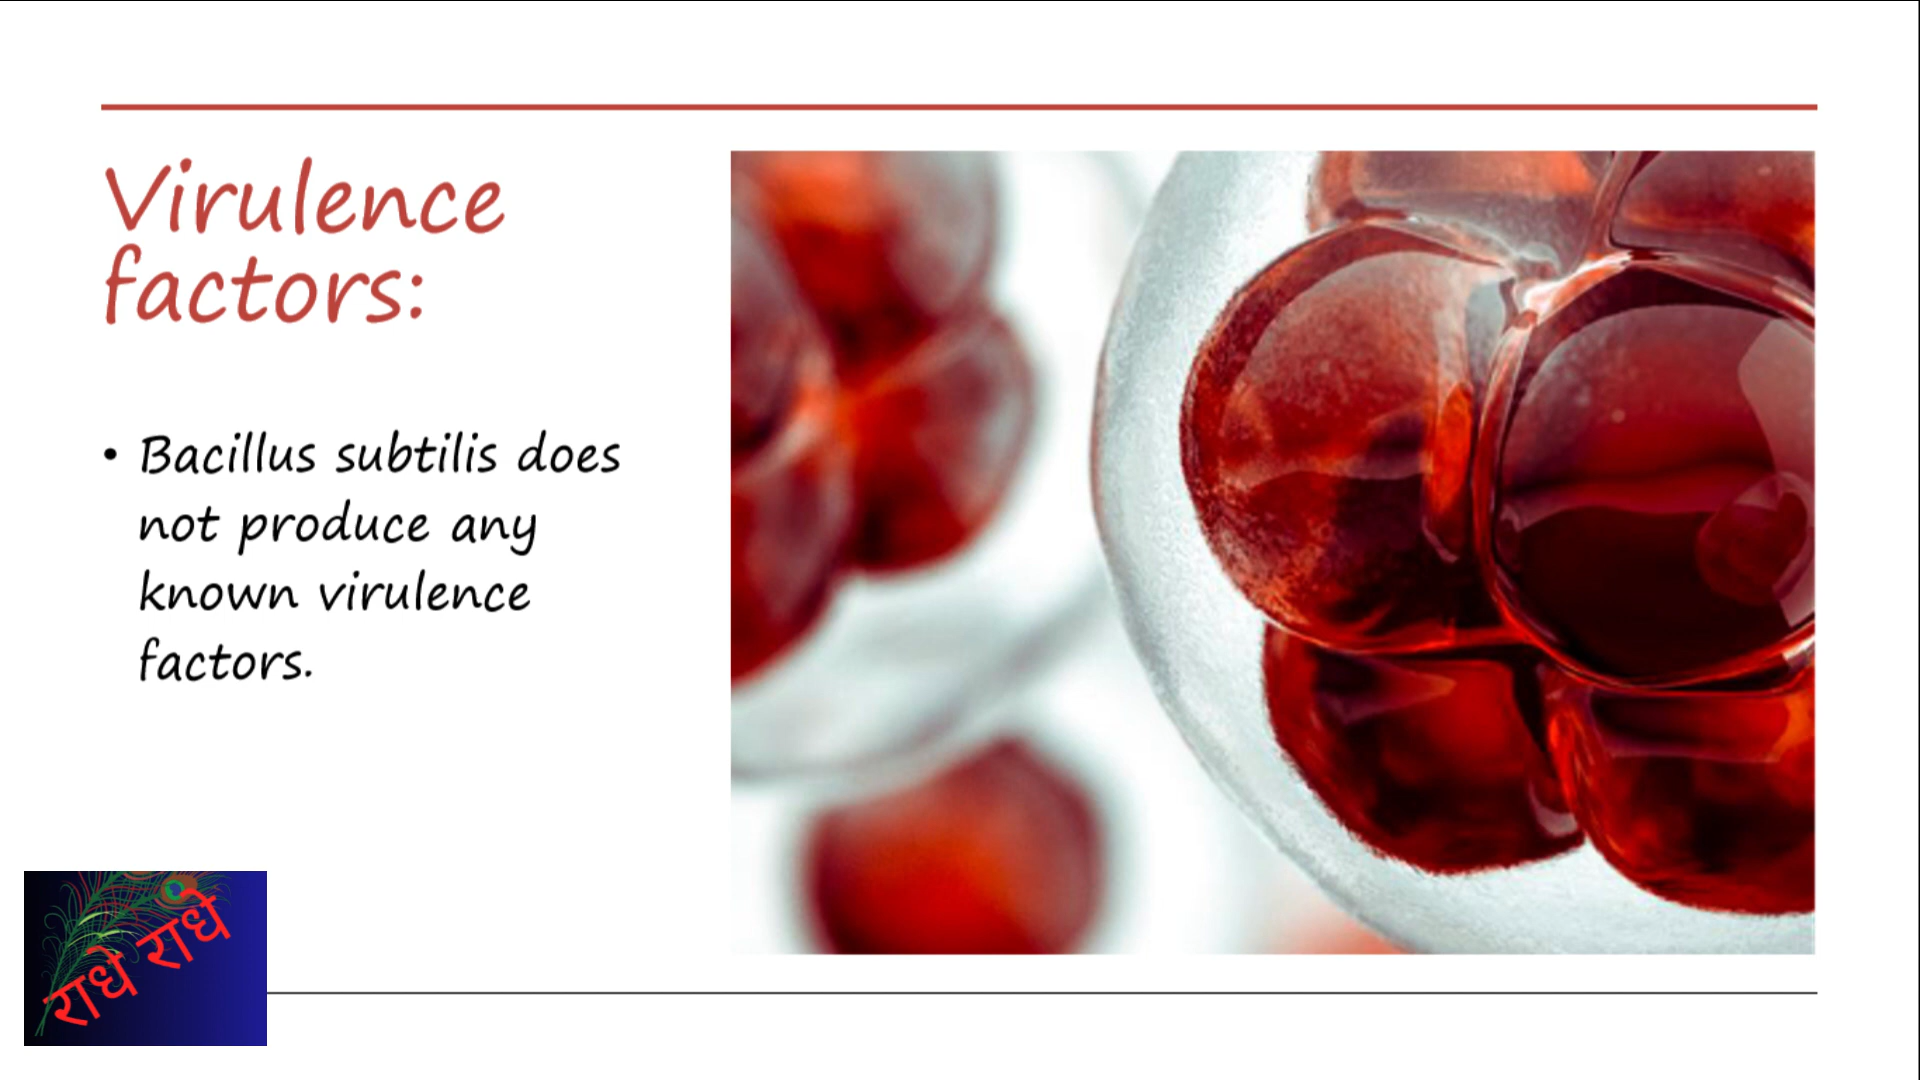 Virulence
factors:
• Bacillus subtilis does
not produce any
known virulence
factors.
राधे राधे